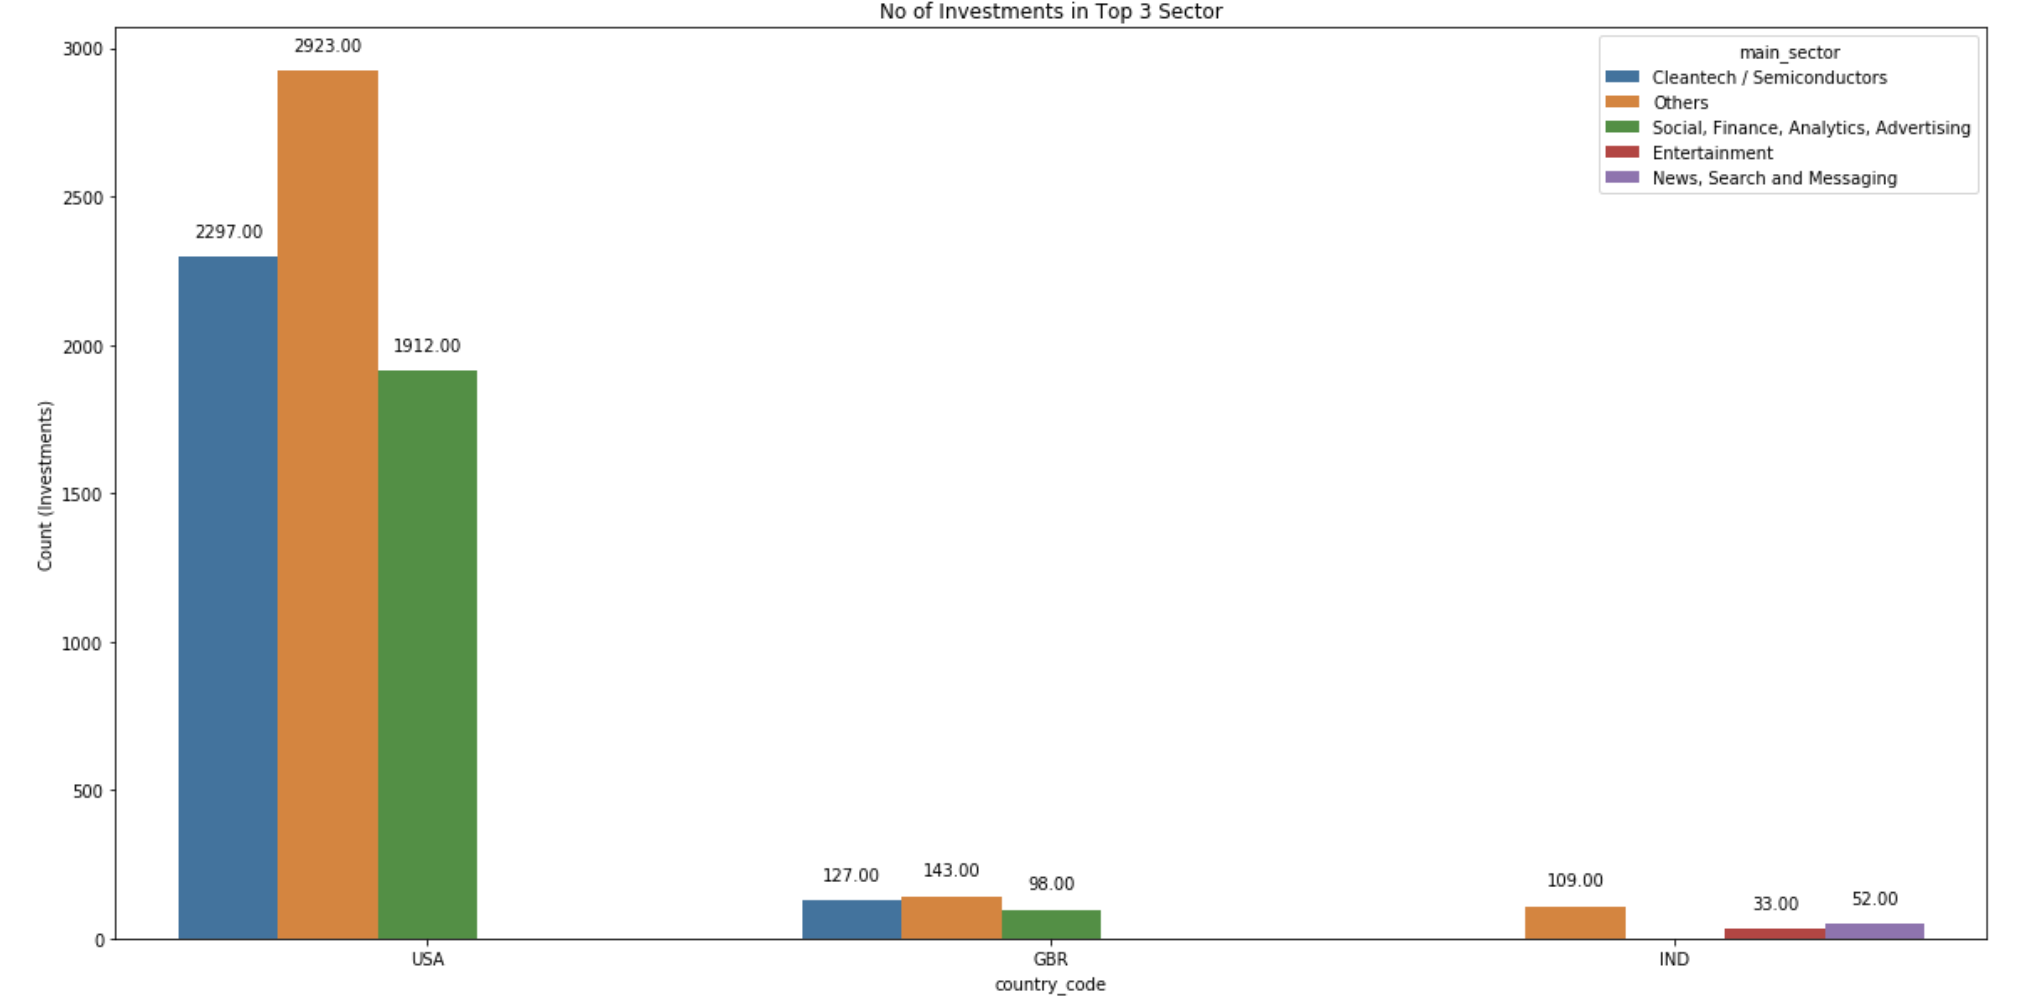 No of Investments in Top 3 Sector
3000
2500
2000
1500
1000
500
0
Count (Investments)
2297.00
2923.00
1912.00
127.00
143.00
98.00
109.00
33.00
52.00
main_sector
Cleantech / Semiconductors
Others
Social, Finance, Analytics, Advertising
Entertainment
News, Search and Messaging
USA
GBR
IND
country_code